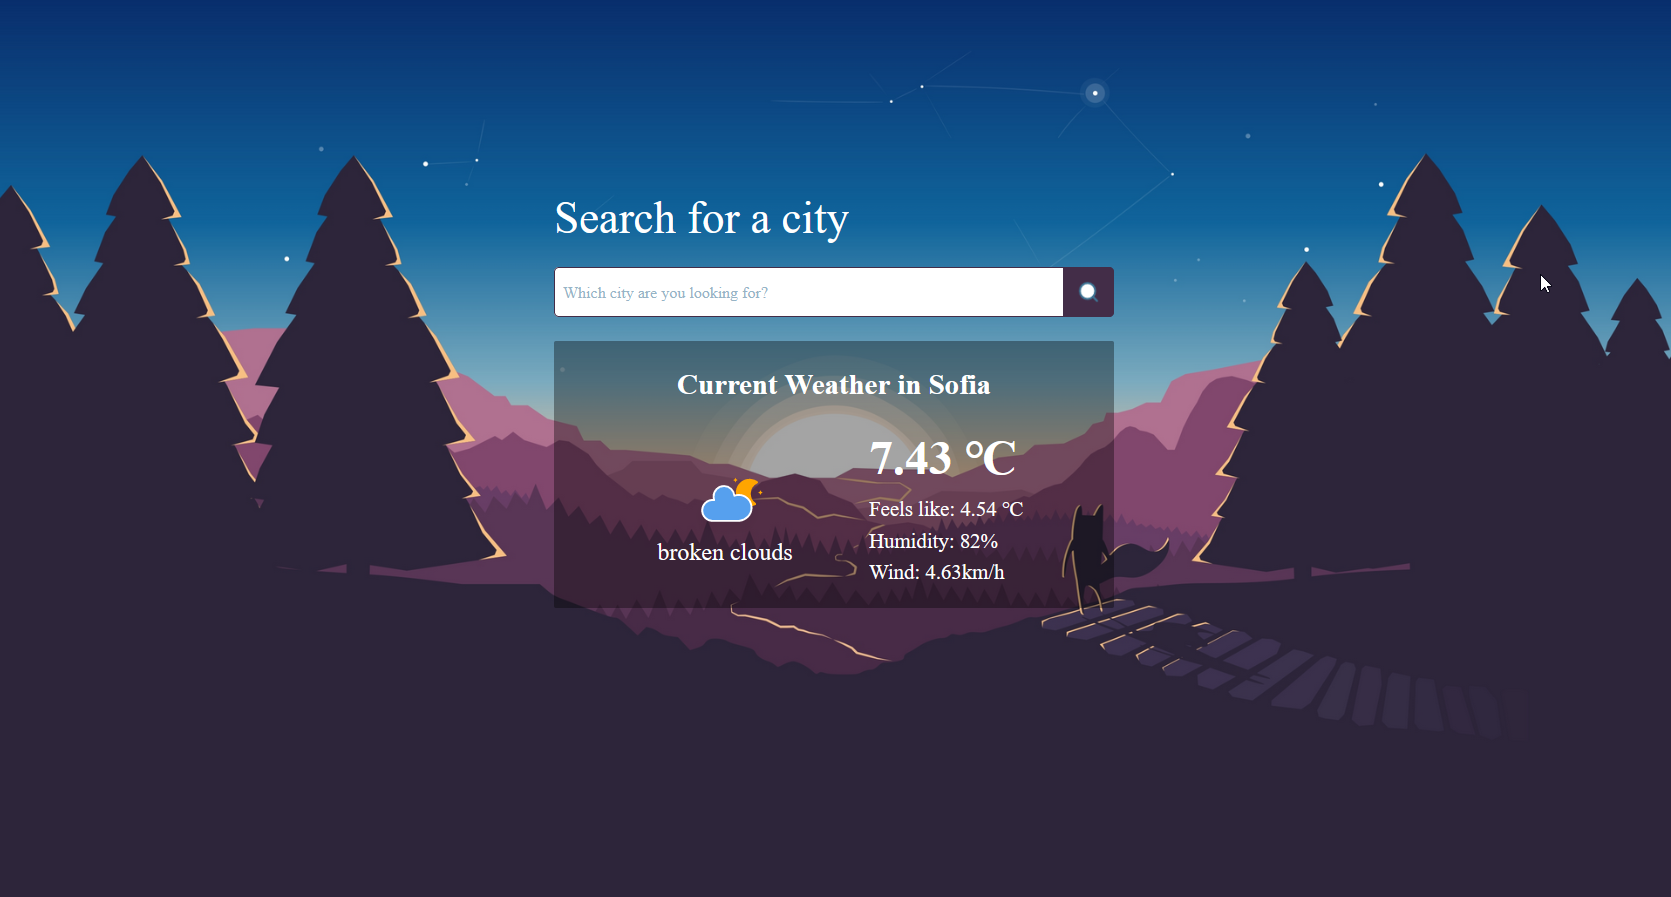 Search for a city
Which city are you looking for?
Current Weather in Sofia
7.43 °C
Feels like: 4.54 °C
Humidity: 82%
Wind: 4.63km/h
broken clouds